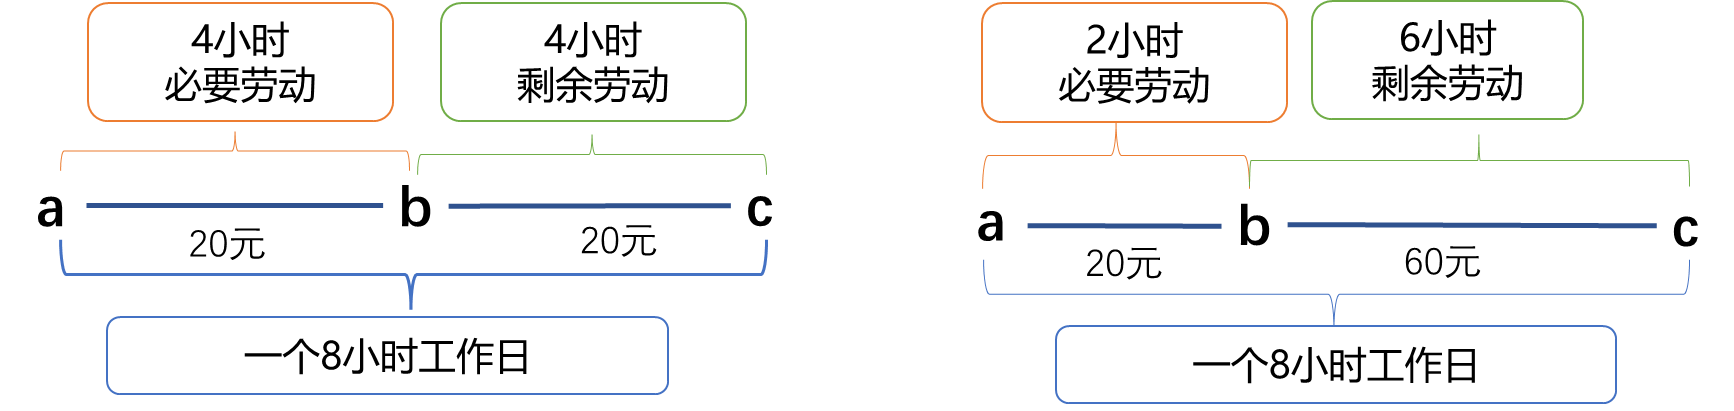 4小时
必要劳动
4小时
剩余劳动
a
b
c
20元
20元
一个8小时工作日
2小时
必要劳动
6小时
剩余劳动
a
b
c
20元
60元
一个8小时工作日